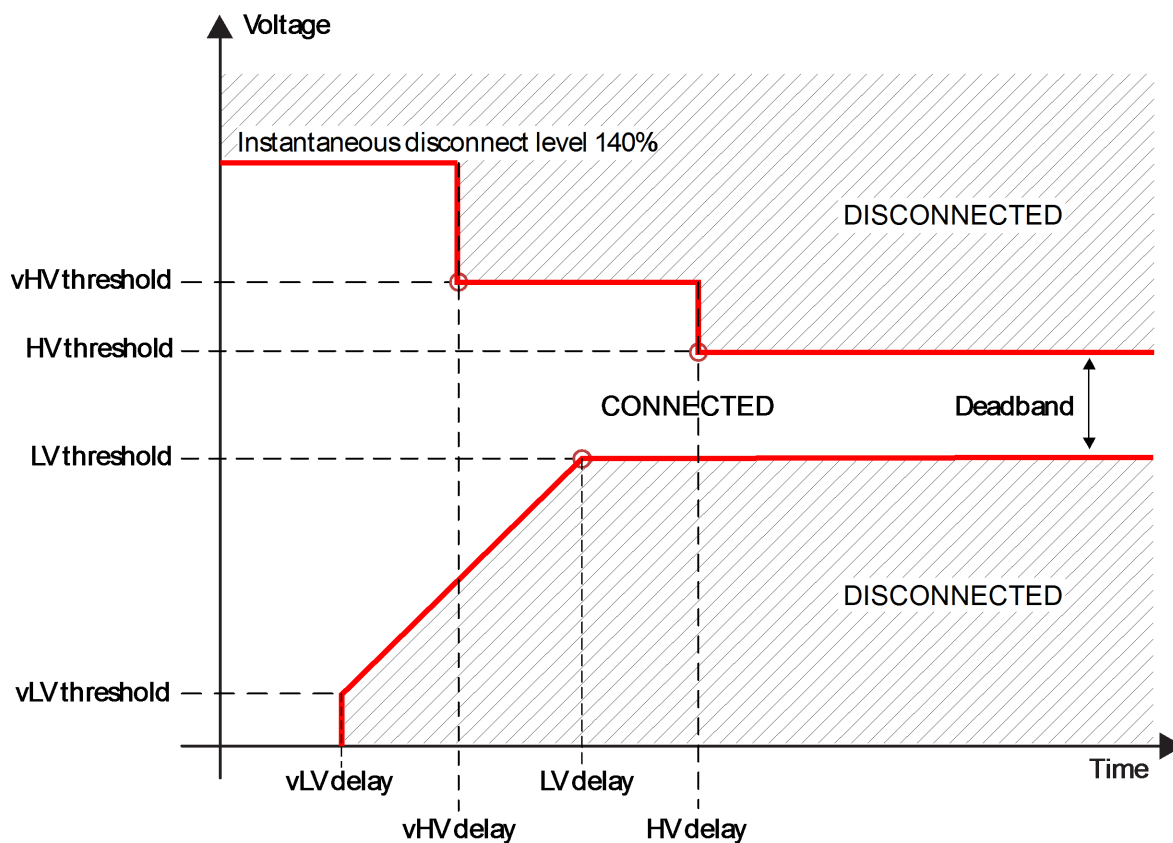 Voltage
Instantaneous disconnect level 140%
DISCONNECTED
vHV threshold
HV threshold
CONNECTED
Deadband
LV threshold
DISCONNECTED
vLV threshold
Time
vLV delay
LV delay
vHV delay
HV delay